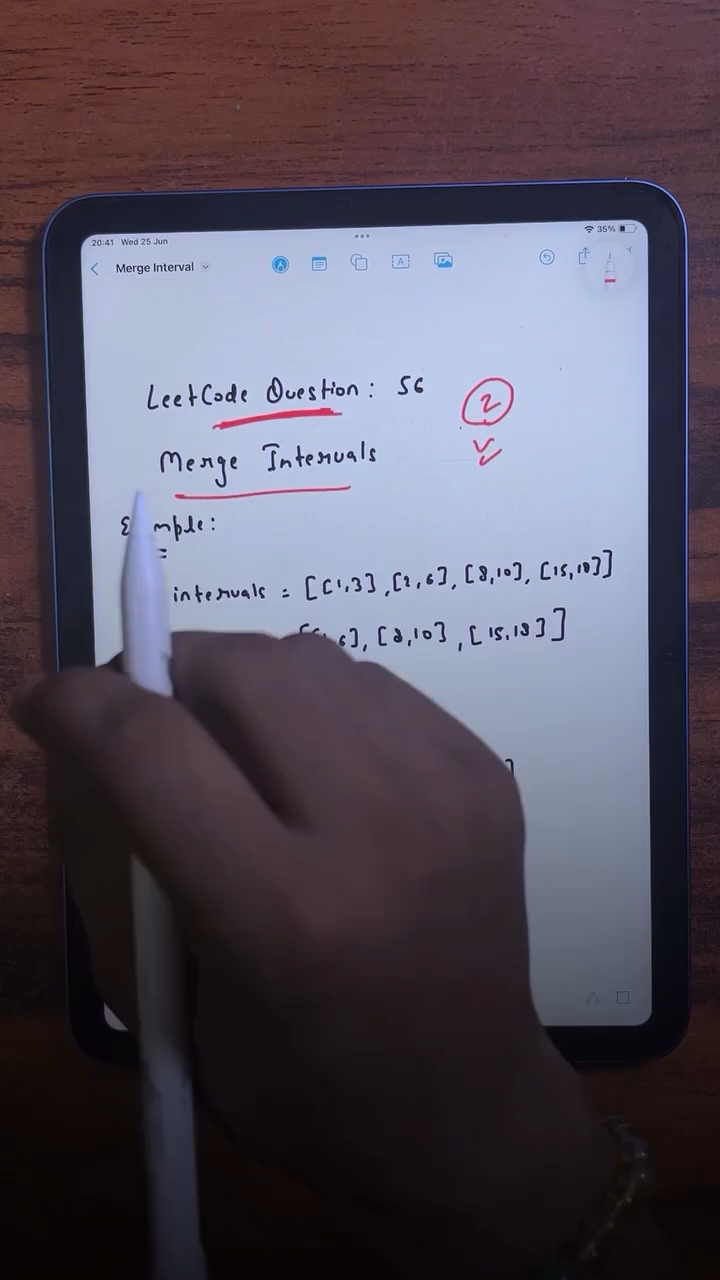 20:41 Wed 25 Jun
35%
Merge Interval
LeetCode Question: 56
2
Merge Intervals
intervals = [[1,3],[2,6],[8,10],[15,18]]
6],[8,10],[15,18]]
]